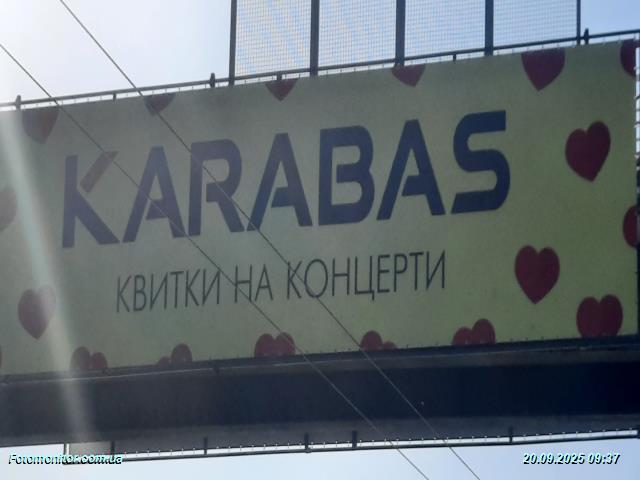 KARABAS
КВИТКИ НА КОНЦЕРТИ
Fotomonitor.com.ua
20.09.2025 09:37